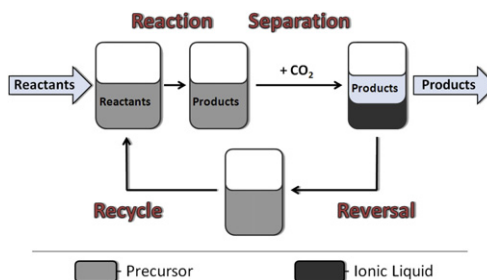 Reaction Separation
+ CO₂
Reactants
Reactants
Products
Products
Products
Recycle
Reversal
- Precursor
- Ionic Liquid